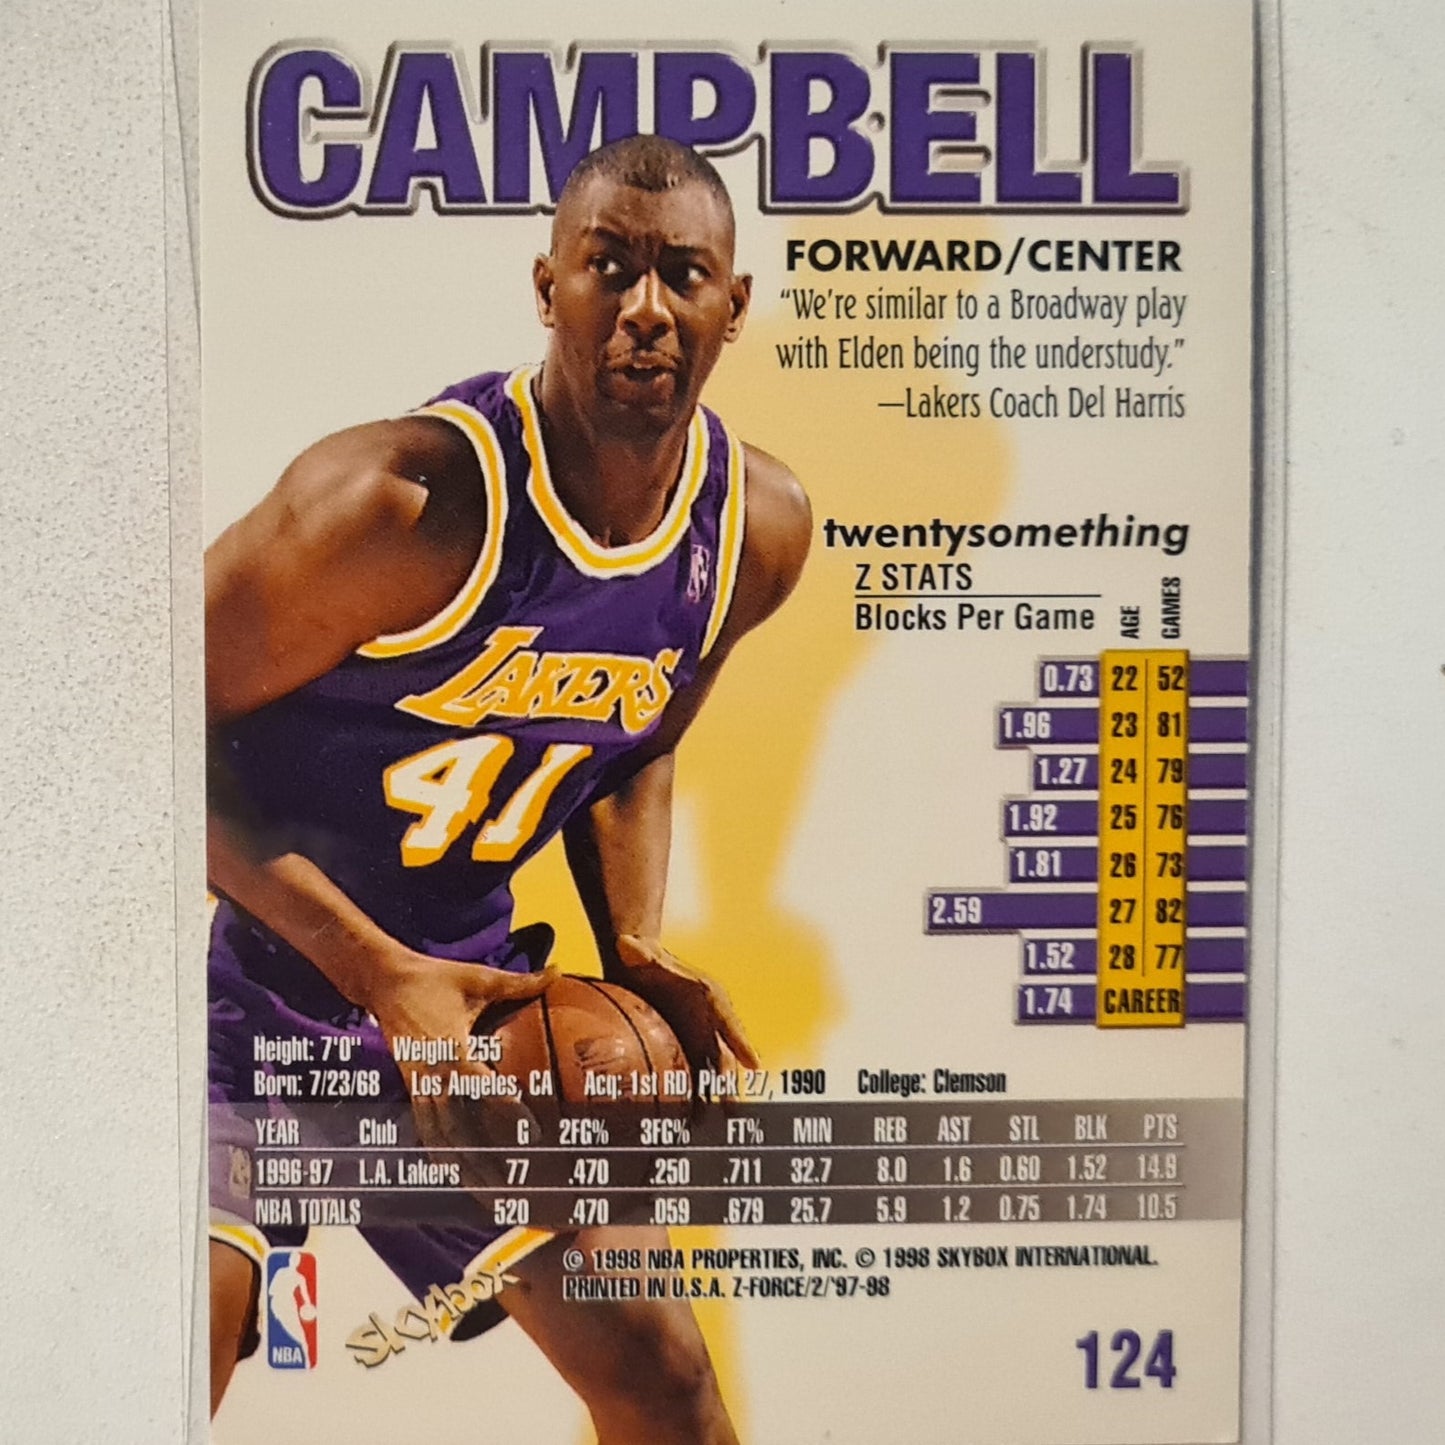 CAMPBELL
FORWARD/CENTER
“We're similar to a Broadway play
with Elden being the understudy.”
—Lakers Coach Del Harris
twentysomething
Z STATS
Blocks Per Game AGE GAMES
0.73 22 52
1.96 23 81
1.27 24 79
1.92 25 76
1.81 26 73
2.59 27 82
1.52 28 77
1.74 CAREER
LAKERS
41
Height: 7'0" Weight: 255
Born: 7/23/68 Los Angeles, CA Acq: 1st RD, Pick 27, 1990 College: Clemson
YEAR Club G 2FG% 3FG% FT% MIN REB AST STL BLK PTS
1996-97 L.A. Lakers 77 .470 .250 .711 32.7 8.0 1.6 0.60 1.52 14.9
NBA TOTALS 520 .470 .059 .679 25.7 5.9 1.2 0.75 1.74 10.5
© 1998 NBA PROPERTIES, INC. © 1998 SKYBOX INTERNATIONAL.
PRINTED IN U.S.A. Z-FORCE/2/'97-98
NBA
skybox
124